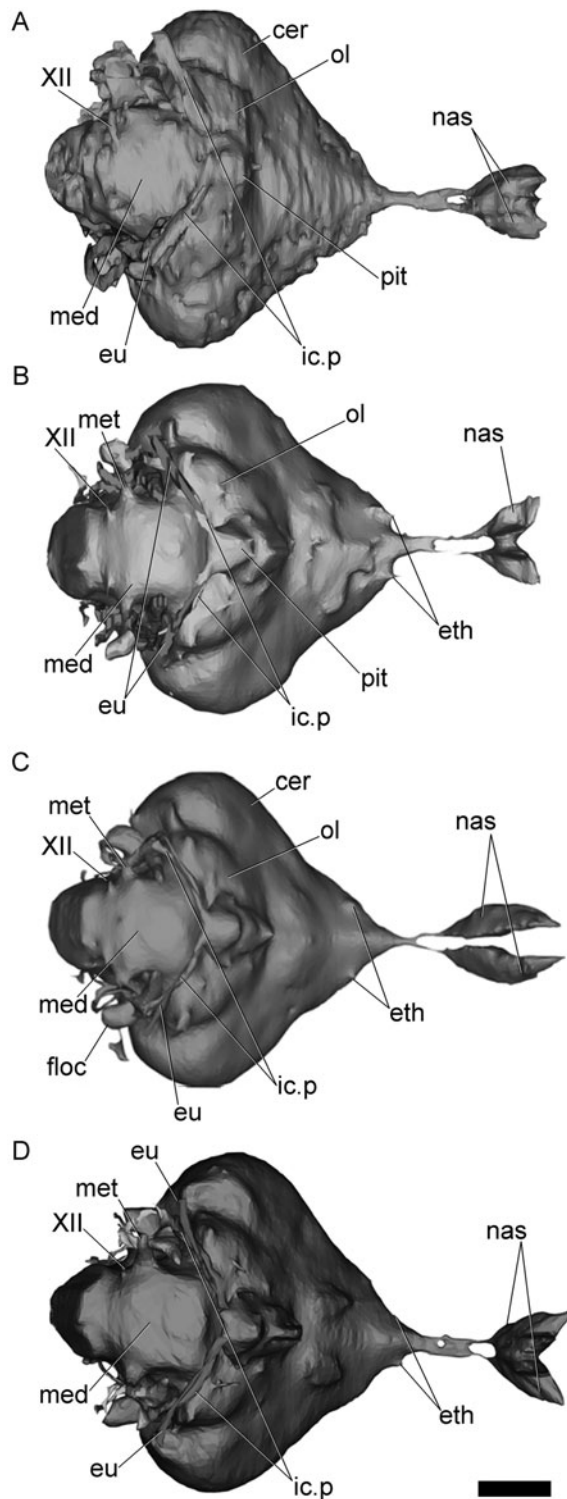 A
cer
XII
ol
nas
med
pit
eu
ic.p
B
met
ol
XII
nas
med
eth
eu
pit
ic.p
C
cer
met
ol
nas
XII
med
eth
floc
eu
ic.p
D
eu
met
XII
nas
med
eth
eu
ic.p